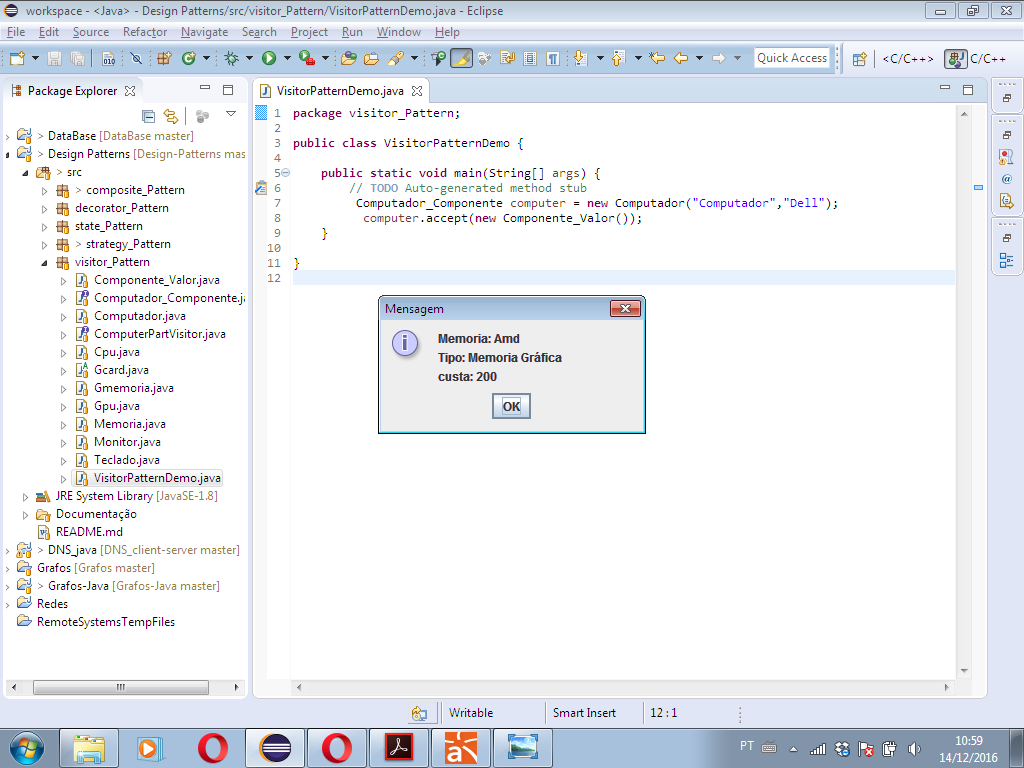 workspace - <Java> - Design Patterns/src/visitor_Pattern/VisitorPatternDemo.java - Eclipse
File Edit Source Refactor Navigate Search Project Run Window Help
Quick Access <C/C++> C/C++
Package Explorer
DataBase [DataBase master]
> Design Patterns [Design-Patterns mas
> src
> composite_Pattern
decorator_Pattern
state_Pattern
> strategy_Pattern
visitor_Pattern
Componente_Valor.java
Computador_Componente.j
Computador.java
ComputerPartVisitor.java
Cpu.java
Gcard.java
Gmemoria.java
Gpu.java
Memoria.java
Monitor.java
Teclado.java
VisitorPatternDemo.java
JRE System Library [JavaSE-1.8]
Documentação
README.md
> DNS_java [DNS_client-server master]
Grafos [Grafos master]
> Grafos-Java [Grafos-Java master]
Redes
RemoteSystemsTempFiles
VisitorPatternDemo.java
1 package visitor_Pattern;
2
3 public class VisitorPatternDemo {
4
5 public static void main(String[] args) {
6 // TODO Auto-generated method stub
7 Computador_Componente computer = new Computador("Computador","Dell");
8 computer.accept(new Componente_Valor());
9 }
10
11 }
12
Mensagem
Memoria: Amd
Tipo: Memoria Gráfica
custa: 200
OK
Writable Smart Insert 12 : 1
PT
10:59
14/12/2016